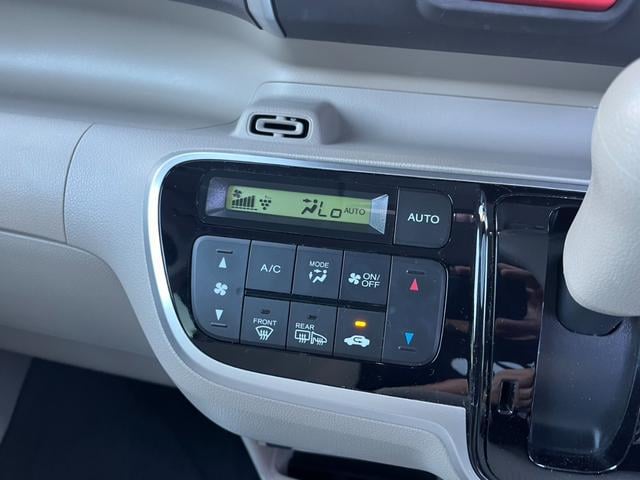 Lo AUTO
AUTO
A/C
MODE
ON/
OFF
FRONT
REAR